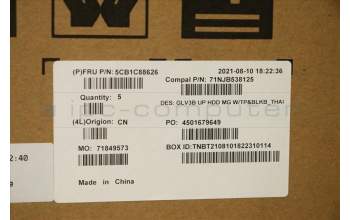 2021-08-10 18:22:36
(P)FRU P/N: 5CB1C88626
Compal P/N: 71NJB538125
Quantity: 5
DES: GLV3B UP HDD MG W/TP&BLKB_THAI
(4L)Origion: CN
PO: 4501679649
MO: 71849573
BOX ID:TNBT2108101822310114
Made in China
2:40